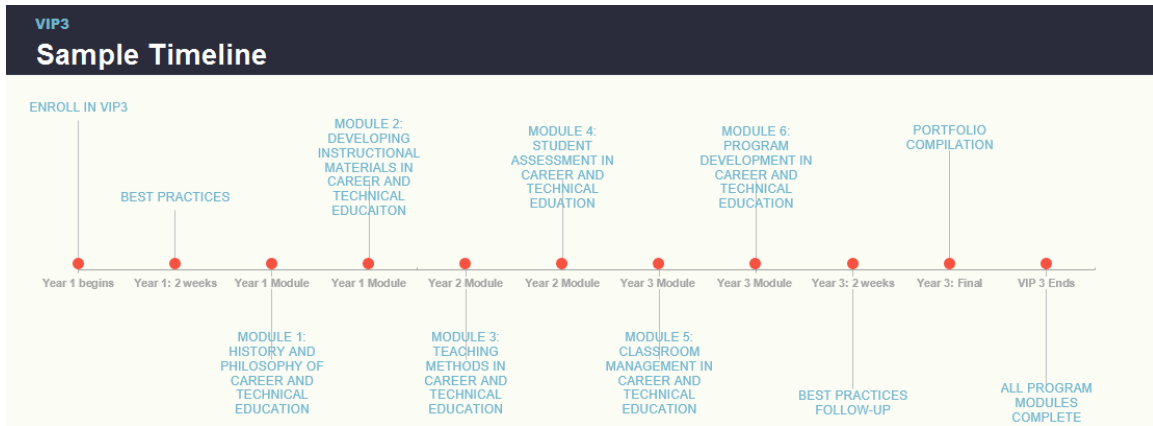 VIP3
Sample Timeline
ENROLL IN VIP3
BEST PRACTICES
MODULE 2:
DEVELOPING
INSTRUCTIONAL
MATERIALS IN
CAREER AND
TECHNICAL
EDUCAITON
MODULE 4:
STUDENT
ASSESSMENT IN
CAREER AND
TECHNICAL
EDUATION
MODULE 6:
PROGRAM
DEVELOPMENT IN
CAREER AND
TECHNICAL
EDUCATION
PORTFOLIO
COMPILATION
Year 1 begins
Year 1: 2 weeks
Year 1 Module
Year 1 Module
Year 2 Module
Year 2 Module
Year 3 Module
Year 3 Module
Year 3: 2 weeks
Year 3: Final
VIP 3 Ends
MODULE 1:
HISTORY AND
PHILOSOPHY OF
CAREER AND
TECHNICAL
EDUCATION
MODULE 3:
TEACHING
METHODS IN
CAREER AND
TECHNICAL
EDUCATION
MODULE 5:
CLASSROOM
MANAGEMENT IN
CAREER AND
TECHNICAL
EDUCATION
BEST PRACTICES
FOLLOW-UP
ALL PROGRAM
MODULES
COMPLETE